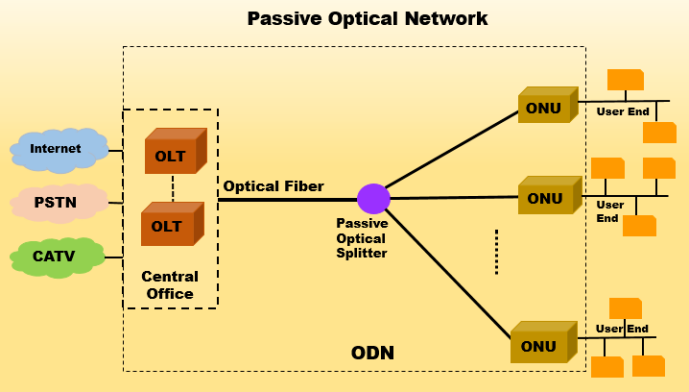 Passive Optical Network
Internet
PSTN
CATV
OLT
OLT
Central
Office
Optical Fiber
Passive
Optical
Splitter
ONU
User End
ONU
User
End
ONU
User End
ODN